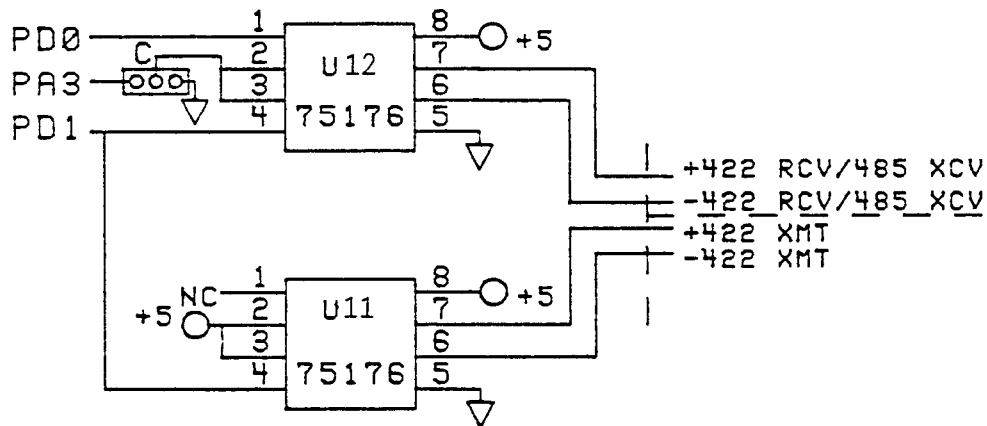 PD0
PA3
PD1
C
1
2
3
4
U12
75176
8
7
6
5
+5
+422 RCV/485 XCV
-422 RCV/485 XCV
+422 XMT
-422 XMT
NC
+5
1
2
3
4
U11
75176
8
7
6
5
+5